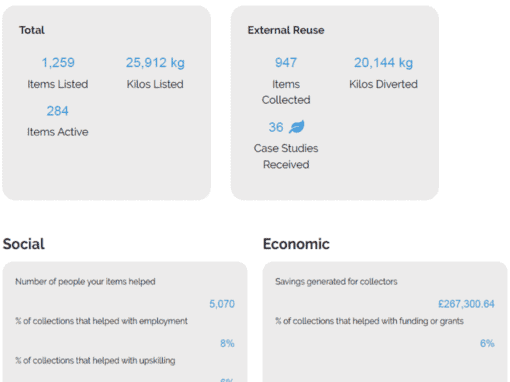 Total
1,259
Items Listed
25,912 kg
Kilos Listed
284
Items Active
External Reuse
947
Items
Collected
20,144 kg
Kilos Diverted
36
Case Studies
Received
Social
Number of people your items helped
5,070
% of collections that helped with employment
8%
% of collections that helped with upskilling
Economic
Savings generated for collectors
£267,300.64
% of collections that helped with funding or grants
6%